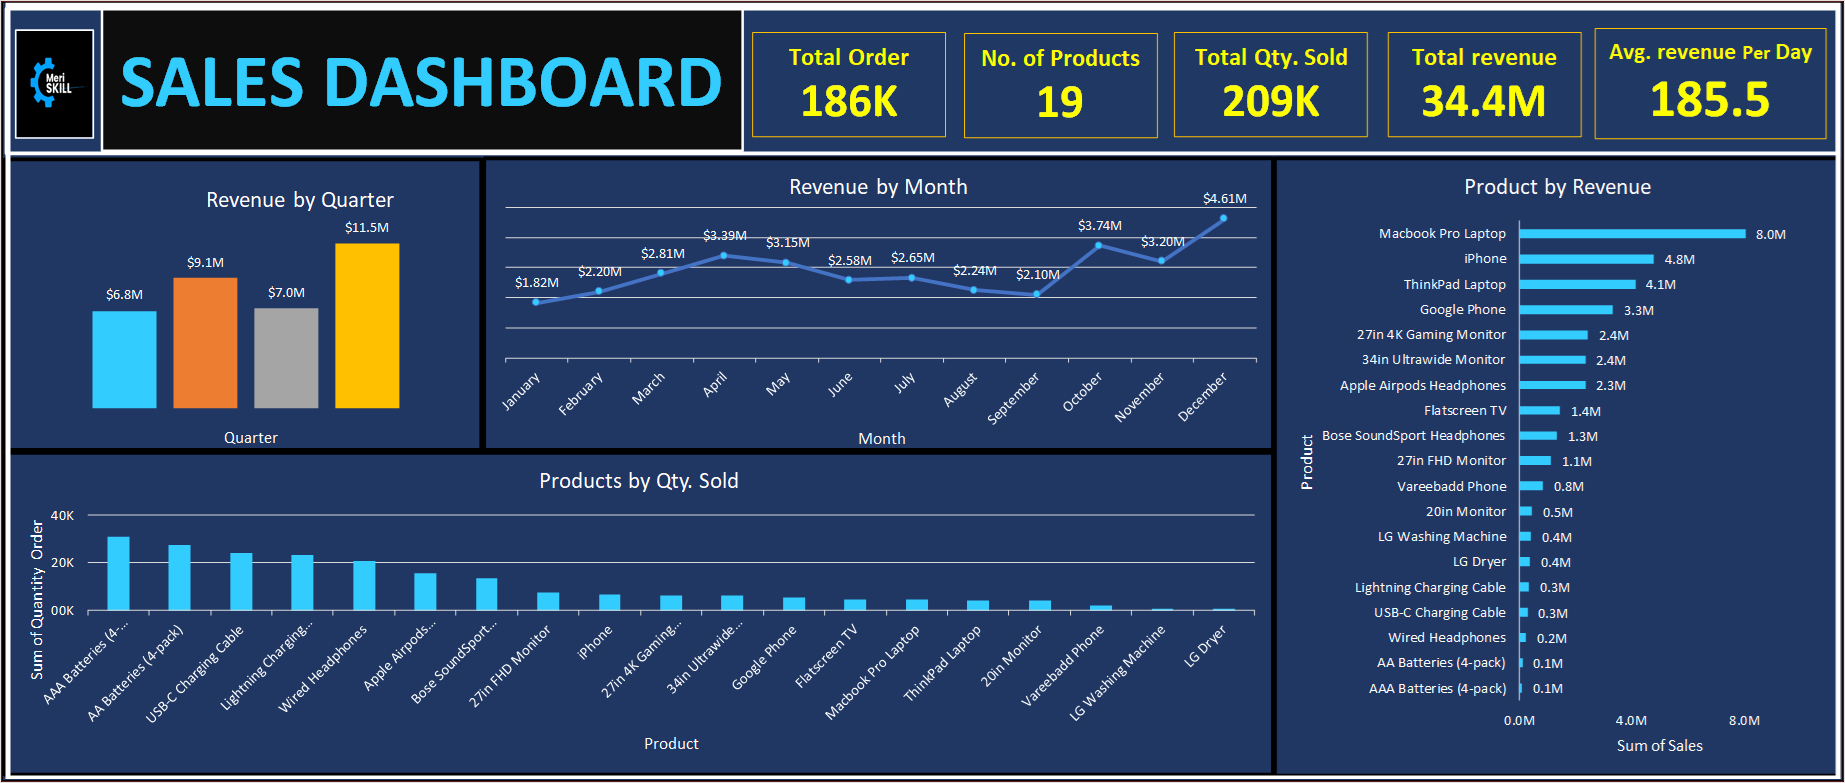 Meri
SKILL
SALES DASHBOARD
Total Order
186K
No. of Products
19
Total Qty. Sold
209K
Total revenue
34.4M
Avg. revenue Per Day
185.5
Revenue by Quarter
$6.8M
$9.1M
$7.0M
$11.5M
Quarter
Revenue by Month
$1.82M
$2.20M
$2.81M
$3.39M
$3.15M
$2.58M
$2.65M
$2.24M
$2.10M
$3.74M
$3.20M
$4.61M
January
February
March
April
May
June
July
August
September
October
November
December
Month
Products by Qty. Sold
Sum of Quantity Order
40K
20K
00K
AAA Batteries (4-...
AA Batteries (4-pack)
USB-C Charging Cable
Lightning Charging...
Wired Headphones
Apple Airpods...
Bose SoundSport...
27in FHD Monitor
iPhone
27in 4K Gaming...
34in Ultrawide...
Google Phone
Flatscreen TV
Macbook Pro Laptop
ThinkPad Laptop
20in Monitor
Vareebadd Phone
LG Washing Machine
LG Dryer
Product
Product by Revenue
Product
Macbook Pro Laptop 8.0M
iPhone 4.8M
ThinkPad Laptop 4.1M
Google Phone 3.3M
27in 4K Gaming Monitor 2.4M
34in Ultrawide Monitor 2.4M
Apple Airpods Headphones 2.3M
Flatscreen TV 1.4M
Bose SoundSport Headphones 1.3M
27in FHD Monitor 1.1M
Vareebadd Phone 0.8M
20in Monitor 0.5M
LG Washing Machine 0.4M
LG Dryer 0.4M
Lightning Charging Cable 0.3M
USB-C Charging Cable 0.3M
Wired Headphones 0.2M
AA Batteries (4-pack) 0.1M
AAA Batteries (4-pack) 0.1M
0.0M 4.0M 8.0M
Sum of Sales